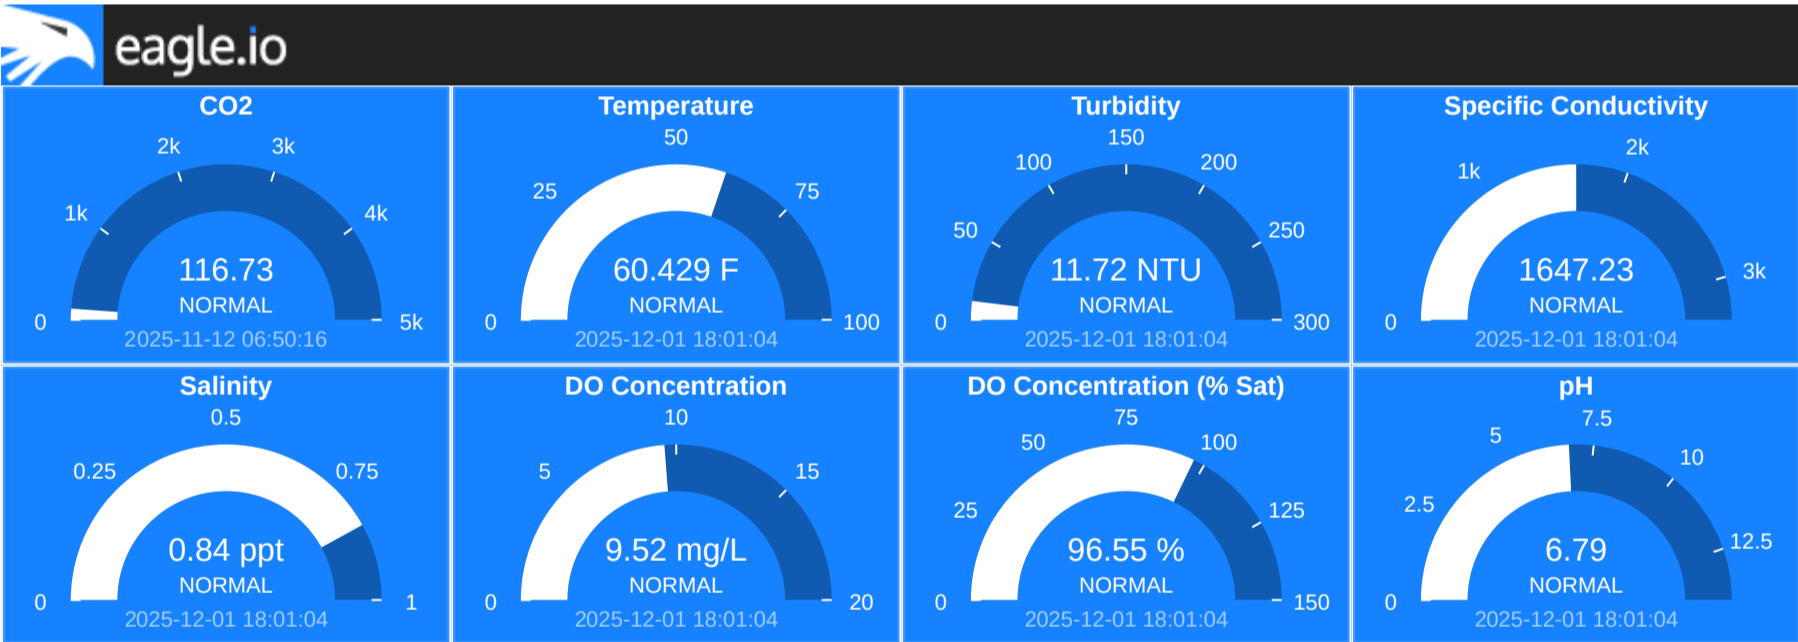 eagle.io
CO2
2k
3k
1k
4k
116.73
NORMAL
0
5k
2025-11-12 06:50:16
Temperature
50
25
75
60.429 F
NORMAL
0
100
2025-12-01 18:01:04
Turbidity
150
100
200
50
250
11.72 NTU
NORMAL
0
300
2025-12-01 18:01:04
Specific Conductivity
2k
1k
3k
1647.23
NORMAL
0
2025-12-01 18:01:04
Salinity
0.5
0.25
0.75
0.84 ppt
NORMAL
0
1
2025-12-01 18:01:04
DO Concentration
10
5
15
9.52 mg/L
NORMAL
0
20
2025-12-01 18:01:04
DO Concentration (% Sat)
75
50
100
25
125
96.55 %
NORMAL
0
150
2025-12-01 18:01:04
pH
7.5
5
10
2.5
12.5
6.79
NORMAL
0
2025-12-01 18:01:04